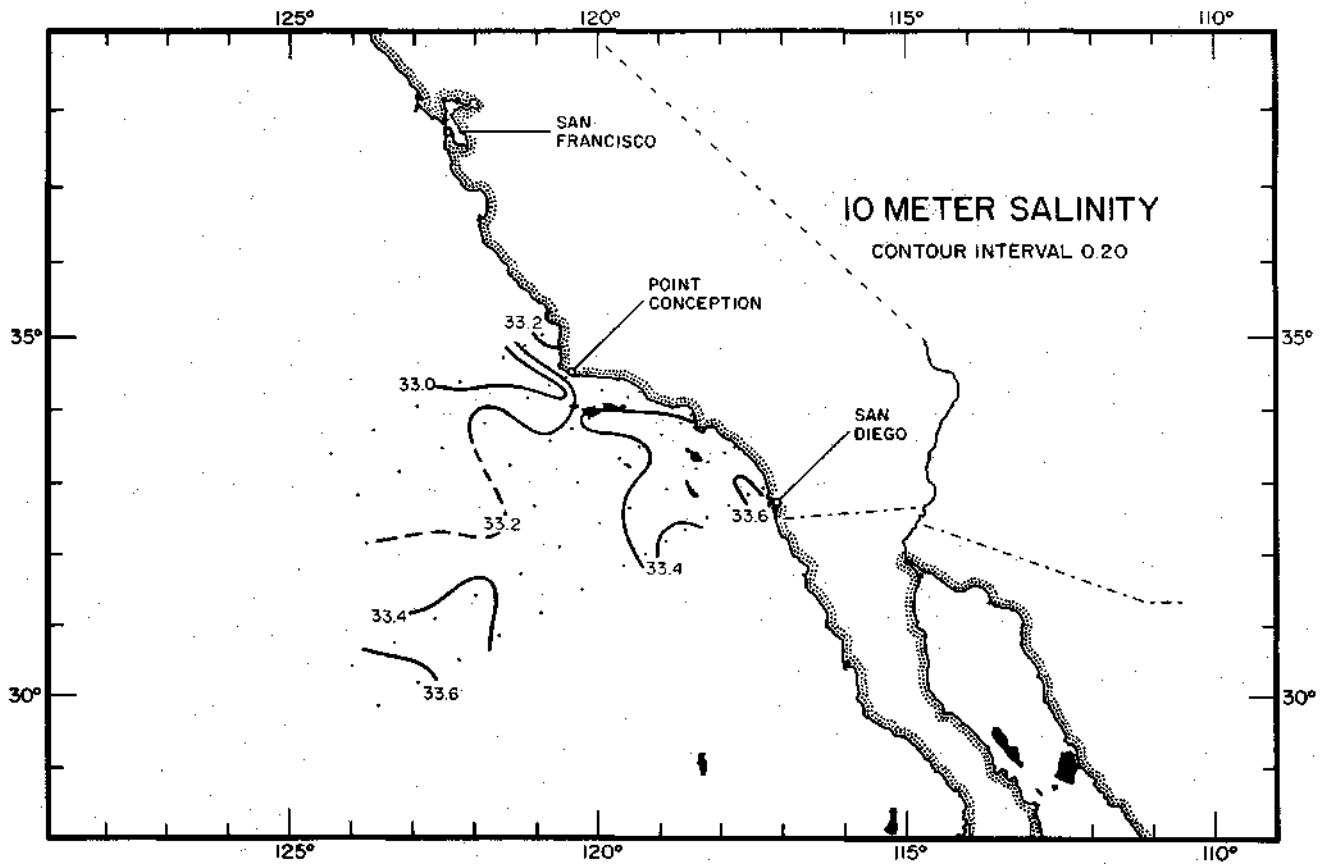 125° 120° 115° 110°
SAN
FRANCISCO
10 METER SALINITY
CONTOUR INTERVAL 0.20
POINT
CONCEPTION
35° 33.2 35°
33.0
SAN
DIEGO
33.2 33.6
33.4
33.4
30° 33.6 30°
125° 120° 115° 110°